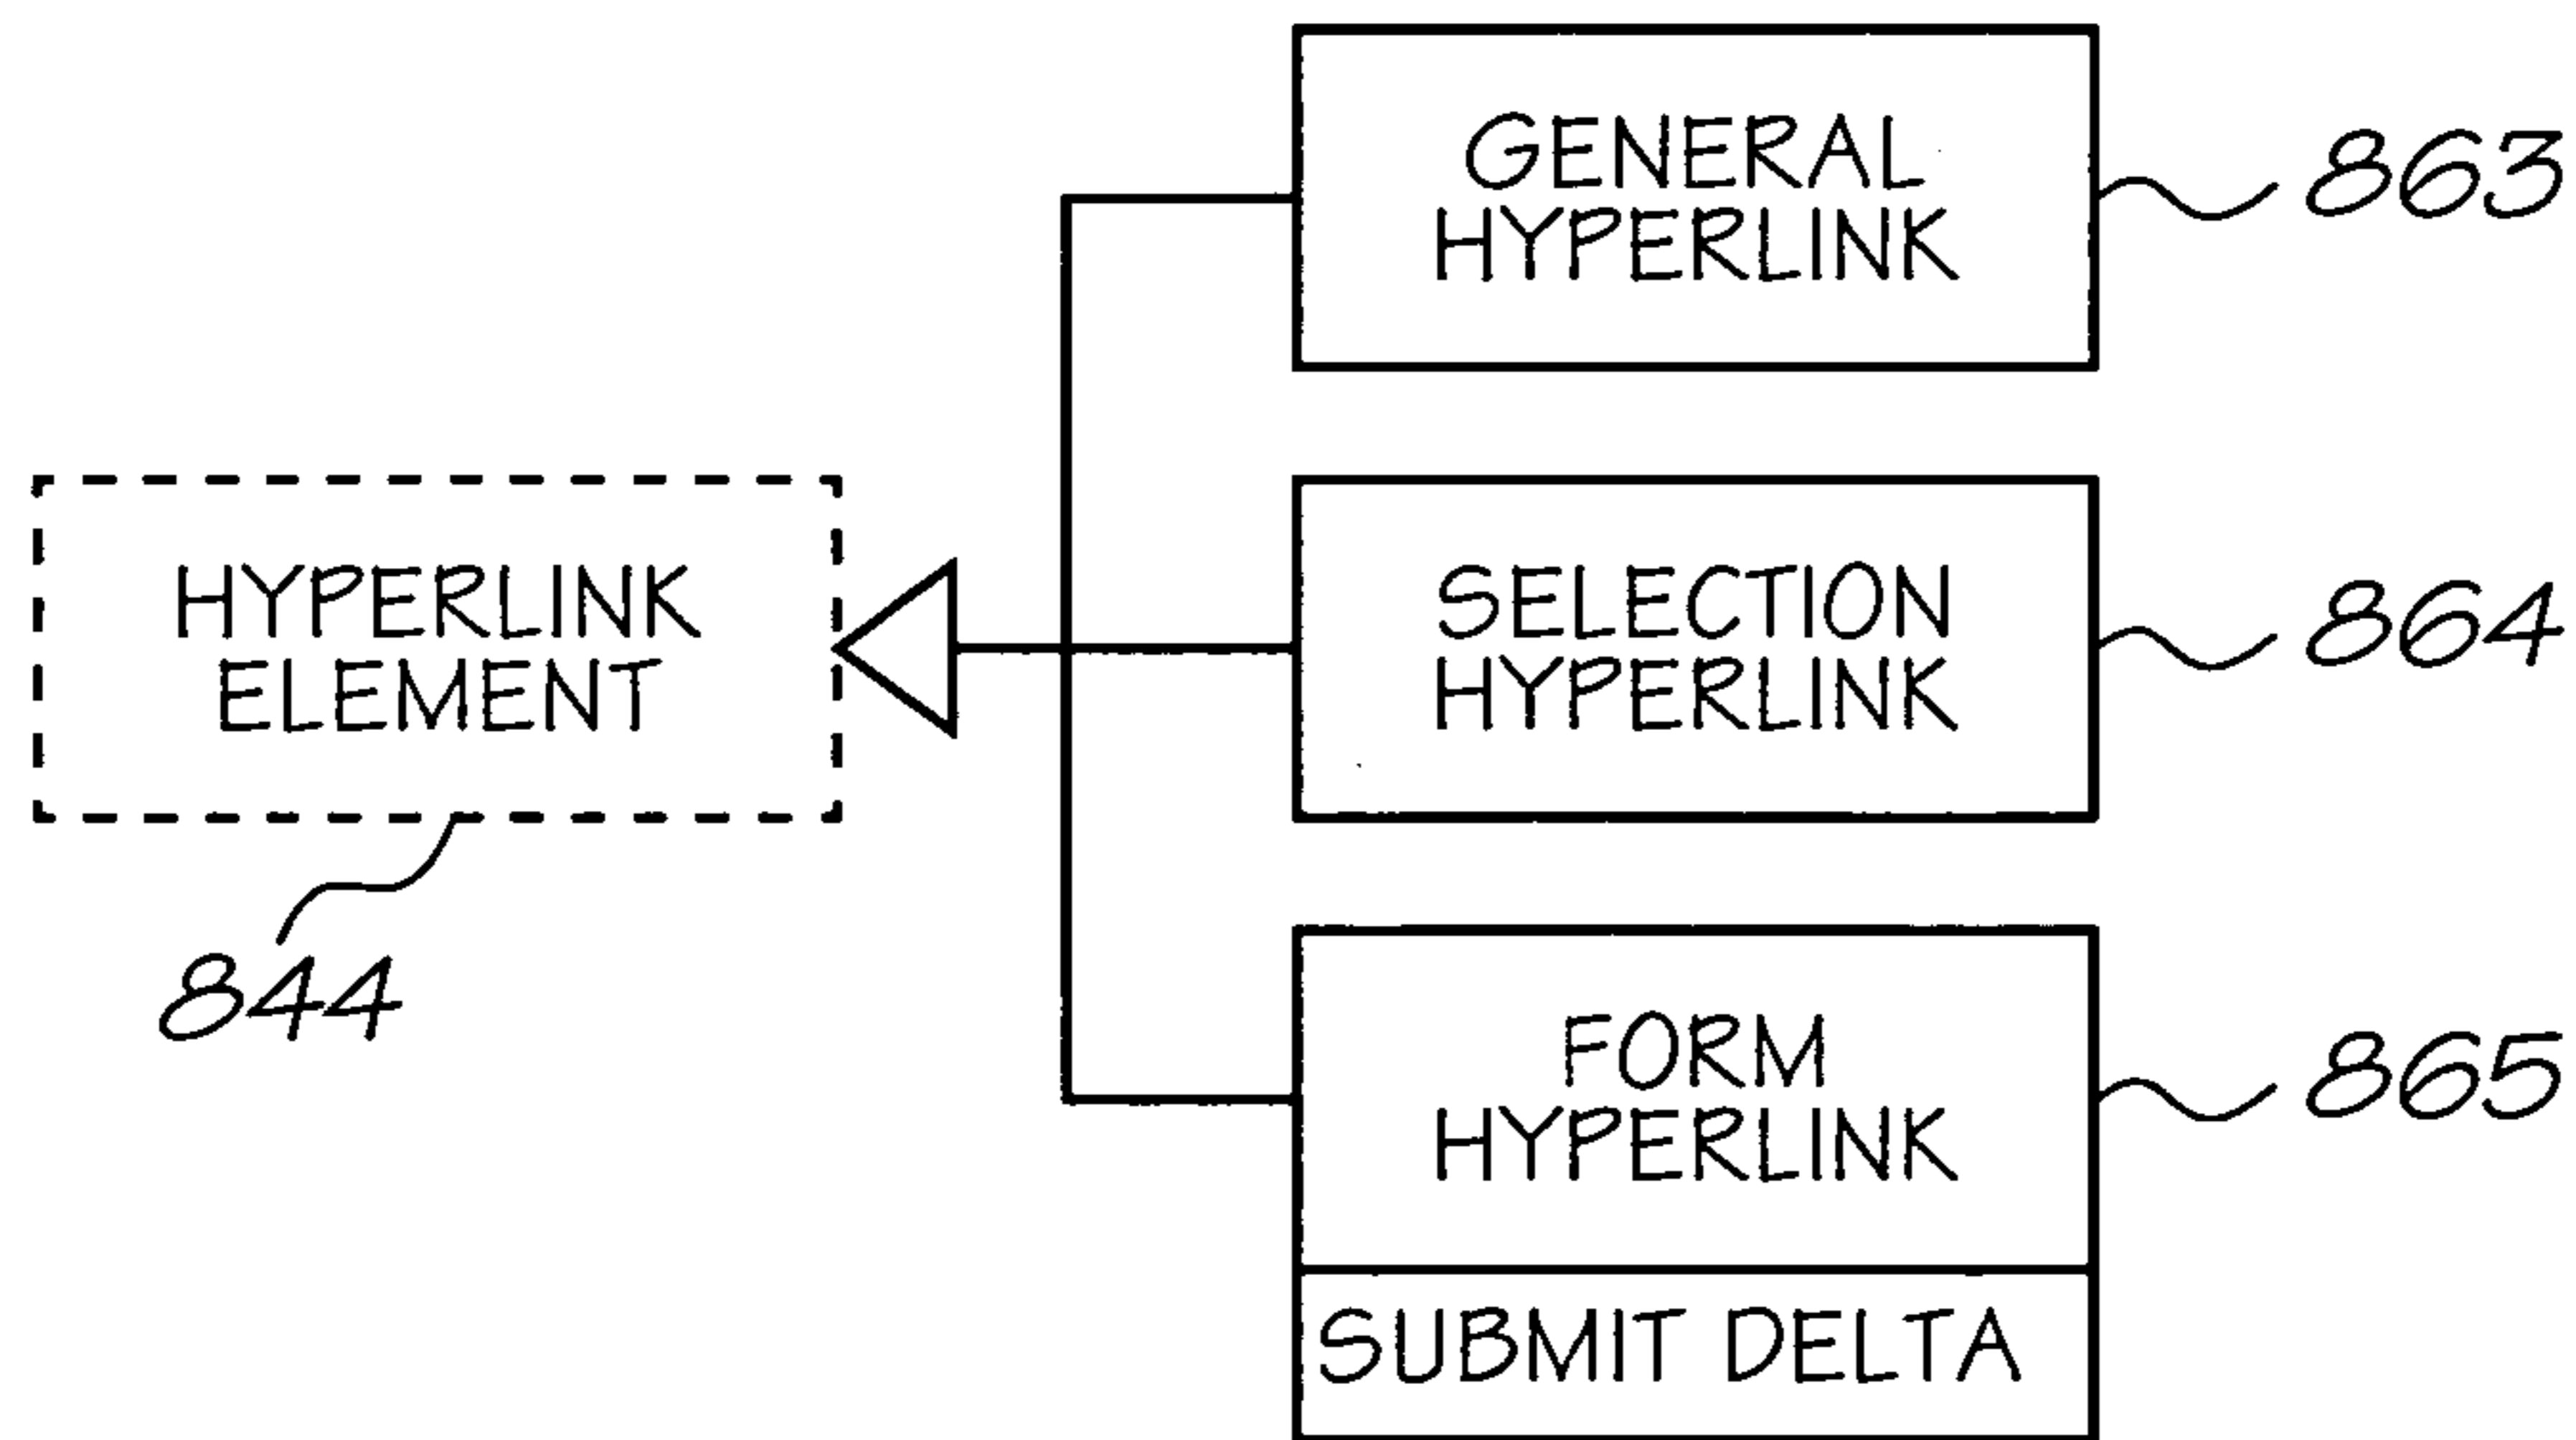 GENERAL
HYPERLINK
863
HYPERLINK
ELEMENT
844
SELECTION
HYPERLINK
864
FORM
HYPERLINK
865
SUBMIT DELTA